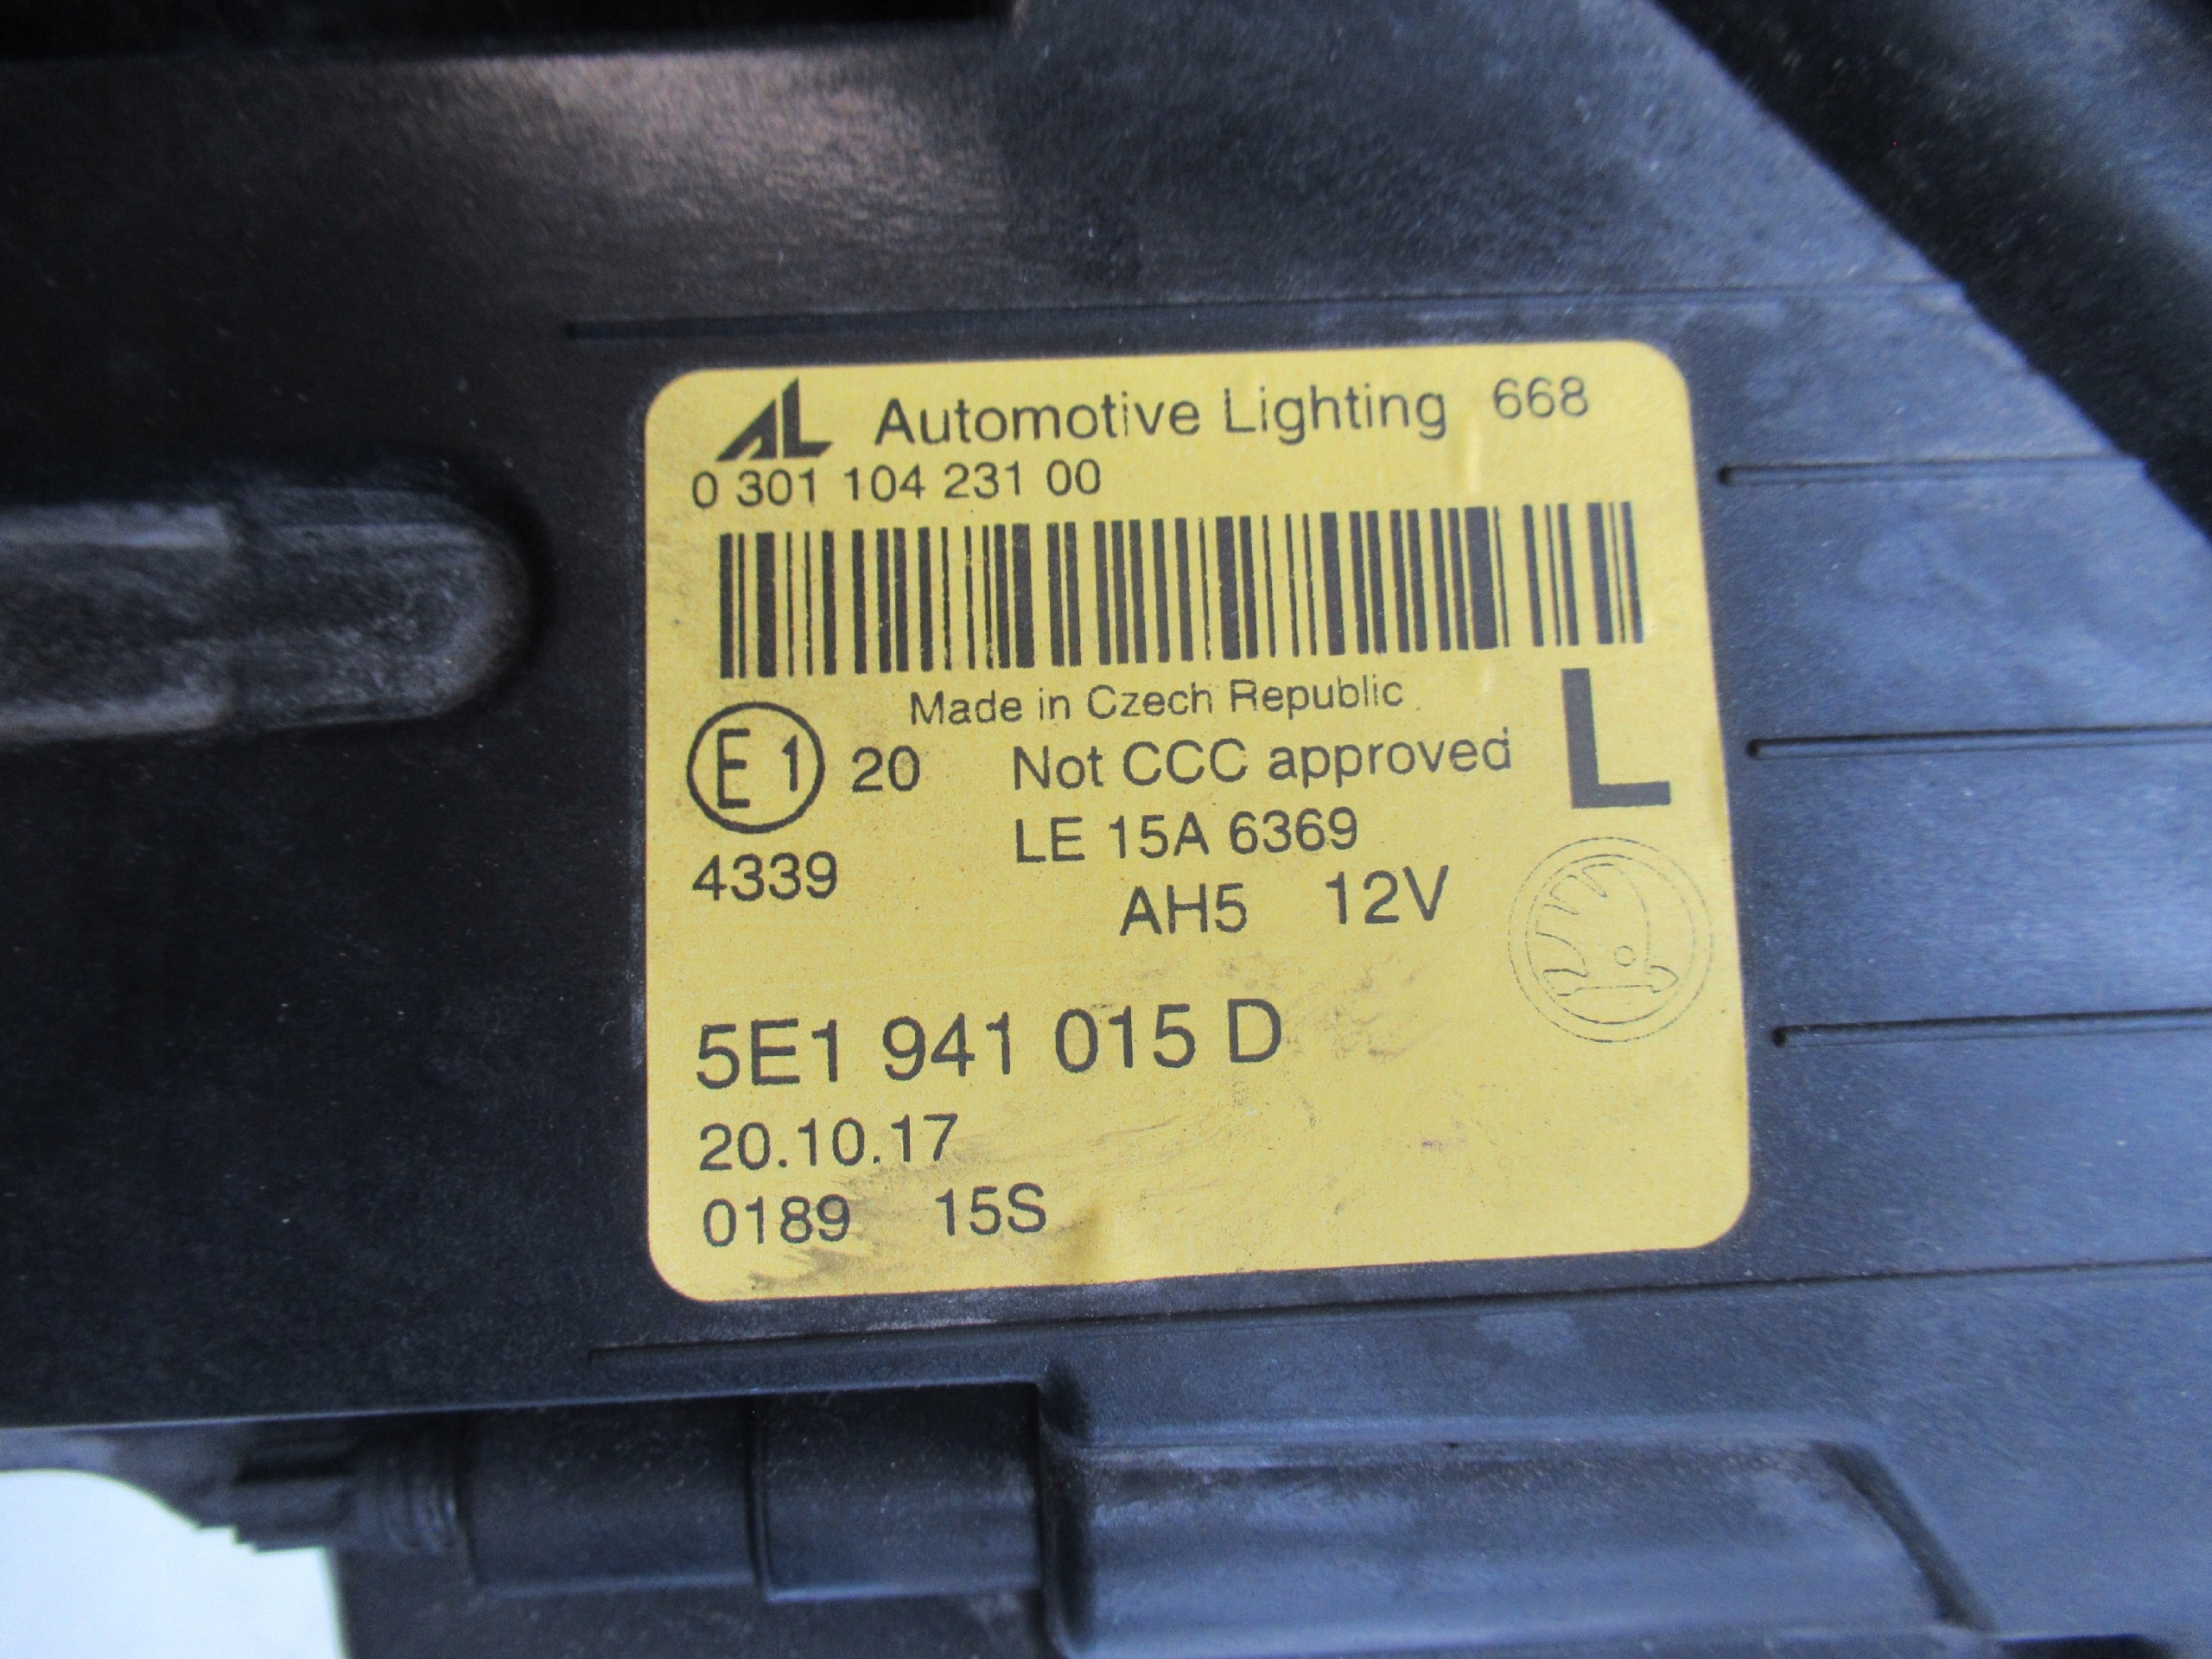 AL Automotive Lighting 668
0 301 104 231 00
Made in Czech Republic
E1 20 Not CCC approved L
LE 15A 6369
4339
AH5 12V
5E1 941 015 D
20.10.17
0189 15S